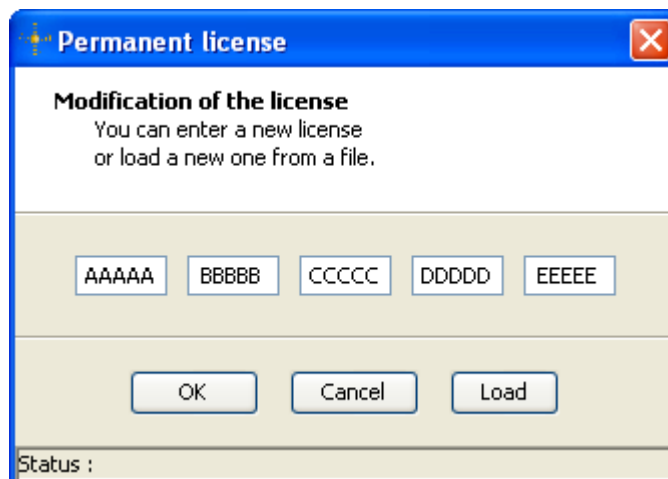 Permanent license
Modification of the license
You can enter a new license
or load a new one from a file.
AAAAA BBBBB CCCCC DDDDD EEEEE
OK Cancel Load
Status :